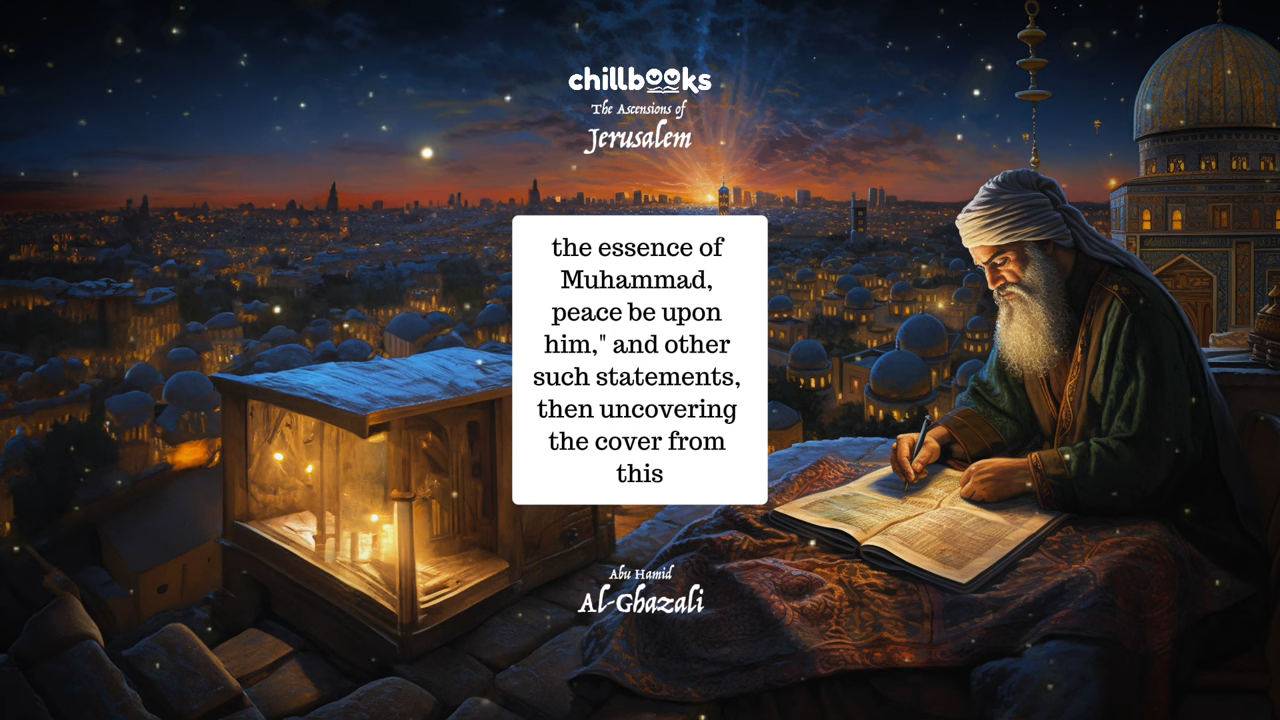 chillbooks
The Ascensions of
Jerusalem
the essence of
Muhammad,
peace be upon
him," and other
such statements,
then uncovering
the cover from
this
Abu Hamid
Al-Ghazali